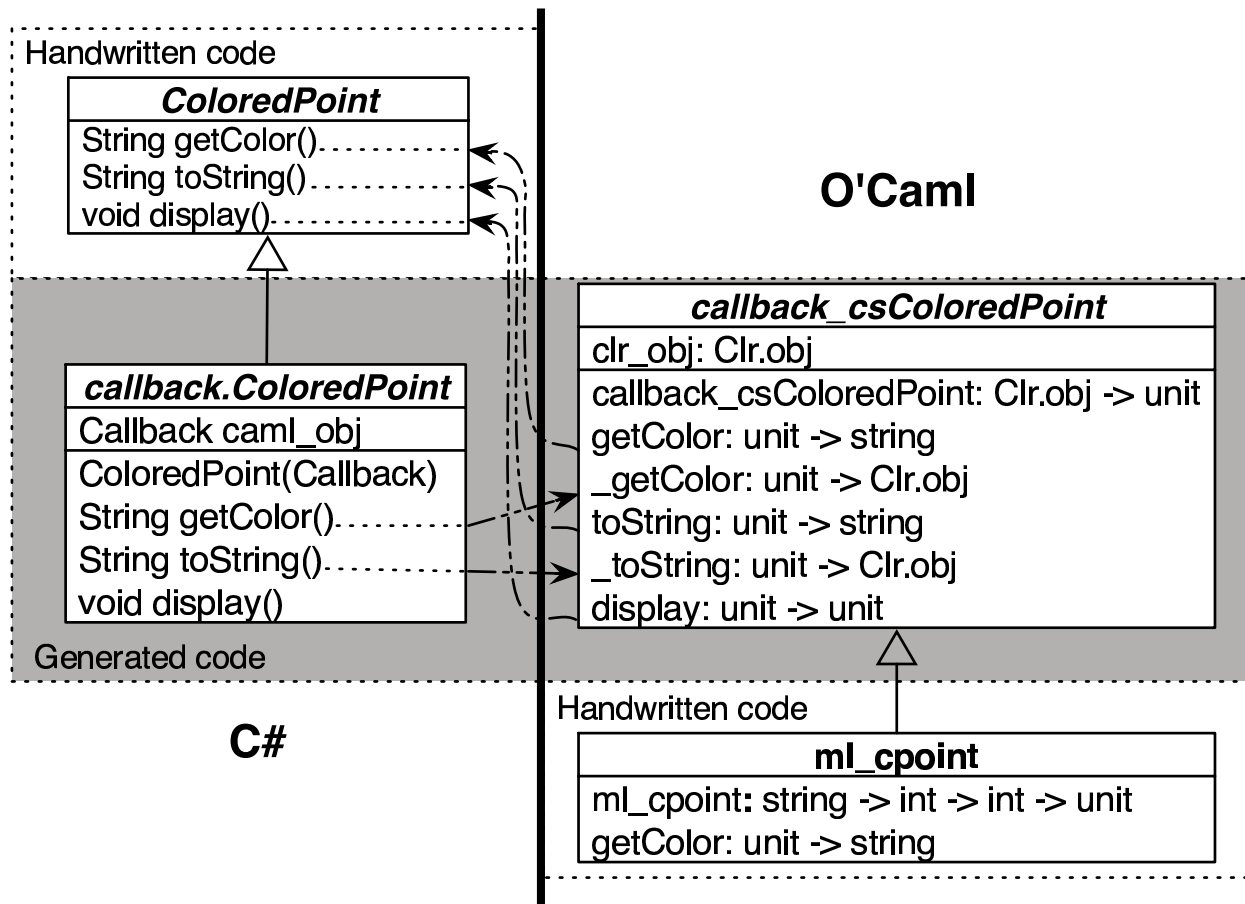 Handwritten code
ColoredPoint
String getColor()
String toString()
void display()
O'Caml
callback.ColoredPoint
Callback caml_obj
ColoredPoint(Callback)
String getColor()
String toString()
void display()
Generated code
C#
callback_csColoredPoint
clr_obj: Clr.obj
callback_csColoredPoint: Clr.obj -> unit
getColor: unit -> string
_getColor: unit -> Clr.obj
toString: unit -> string
_toString: unit -> Clr.obj
display: unit -> unit
Handwritten code
ml_cpoint
ml_cpoint: string -> int -> int -> unit
getColor: unit -> string